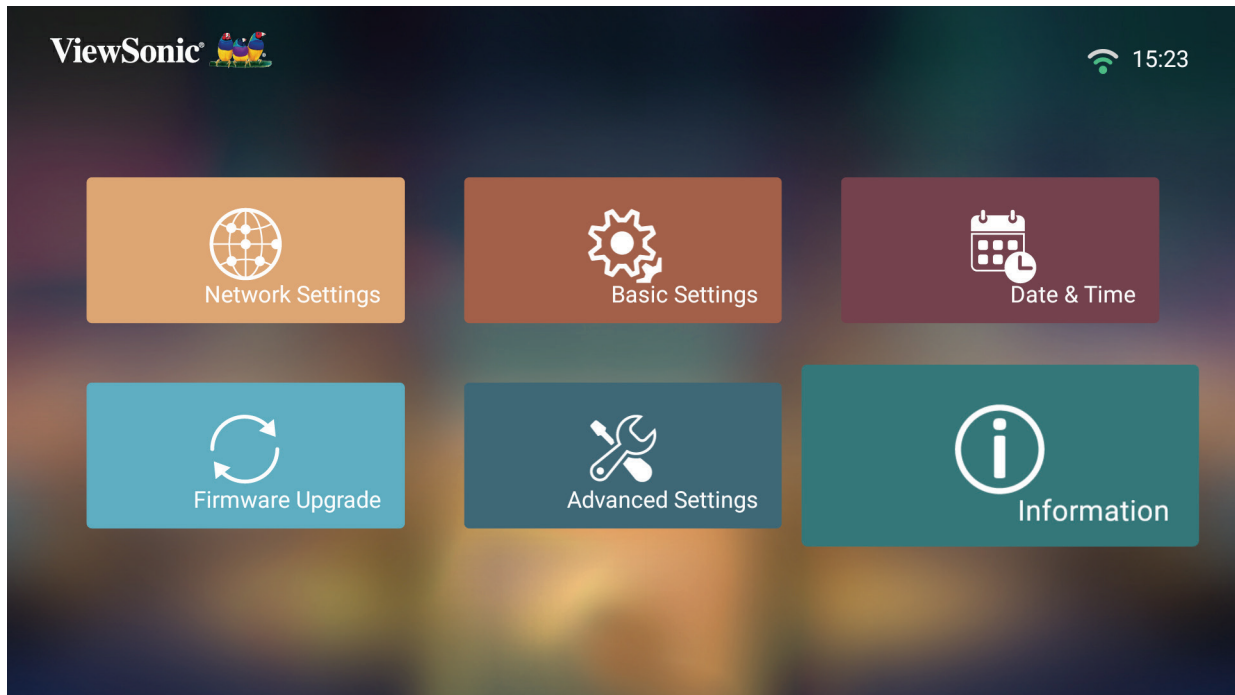 ViewSonic®
15:23
Network Settings
Basic Settings
Date & Time
Firmware Upgrade
Advanced Settings
Information